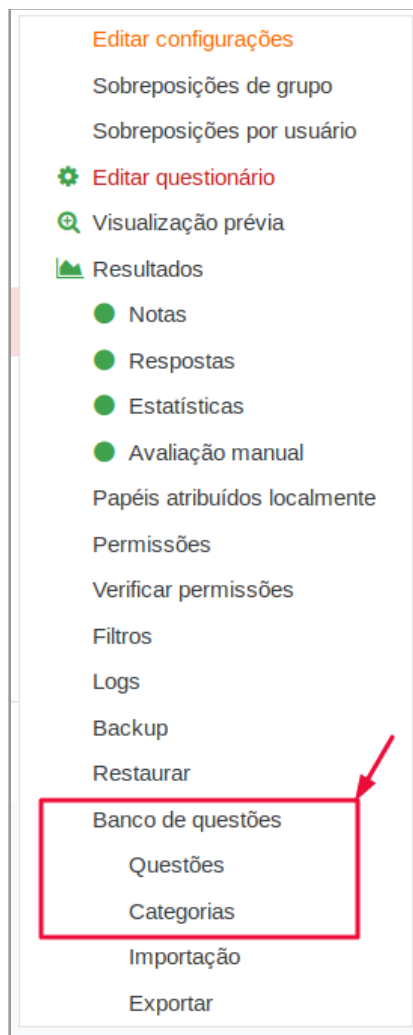 Editar configurações
Sobreposições de grupo
Sobreposições por usuário
Editar questionário
Visualização prévia
Resultados
Notas
Respostas
Estatísticas
Avaliação manual
Papéis atribuídos localmente
Permissões
Verificar permissões
Filtros
Logs
Backup
Restaurar
Banco de questões
Questões
Categorias
Importação
Exportar